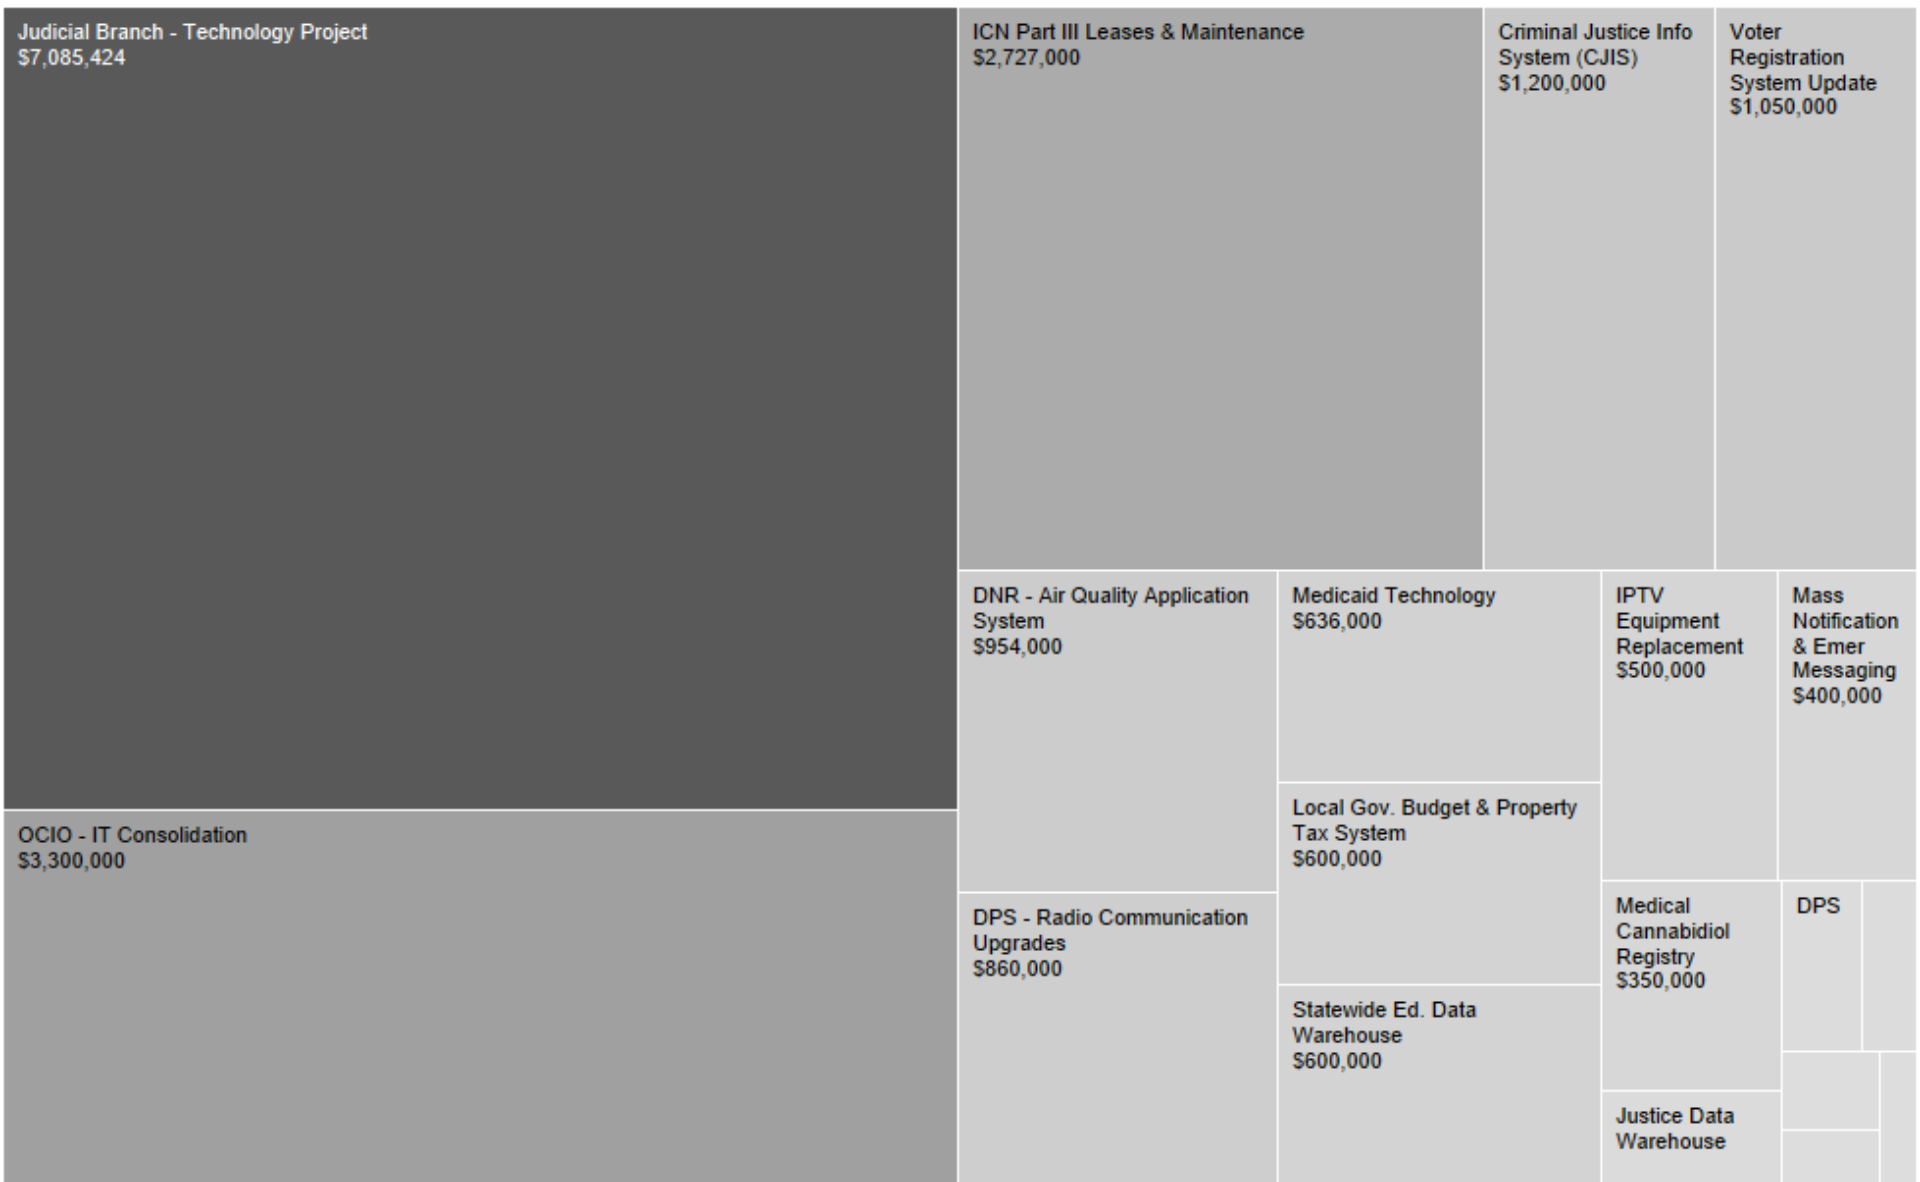 Judicial Branch - Technology Project
$7,085,424
OCIO - IT Consolidation
$3,300,000
ICN Part III Leases & Maintenance
$2,727,000
Criminal Justice Info
System (CJIS)
$1,200,000
Voter
Registration
System Update
$1,050,000
DNR - Air Quality Application
System
$954,000
DPS - Radio Communication
Upgrades
$860,000
Medicaid Technology
$636,000
Local Gov. Budget & Property
Tax System
$600,000
Statewide Ed. Data
Warehouse
$600,000
IPTV
Equipment
Replacement
$500,000
Mass
Notification
& Emer
Messaging
$400,000
Medical
Cannabidiol
Registry
$350,000
Justice Data
Warehouse
DPS